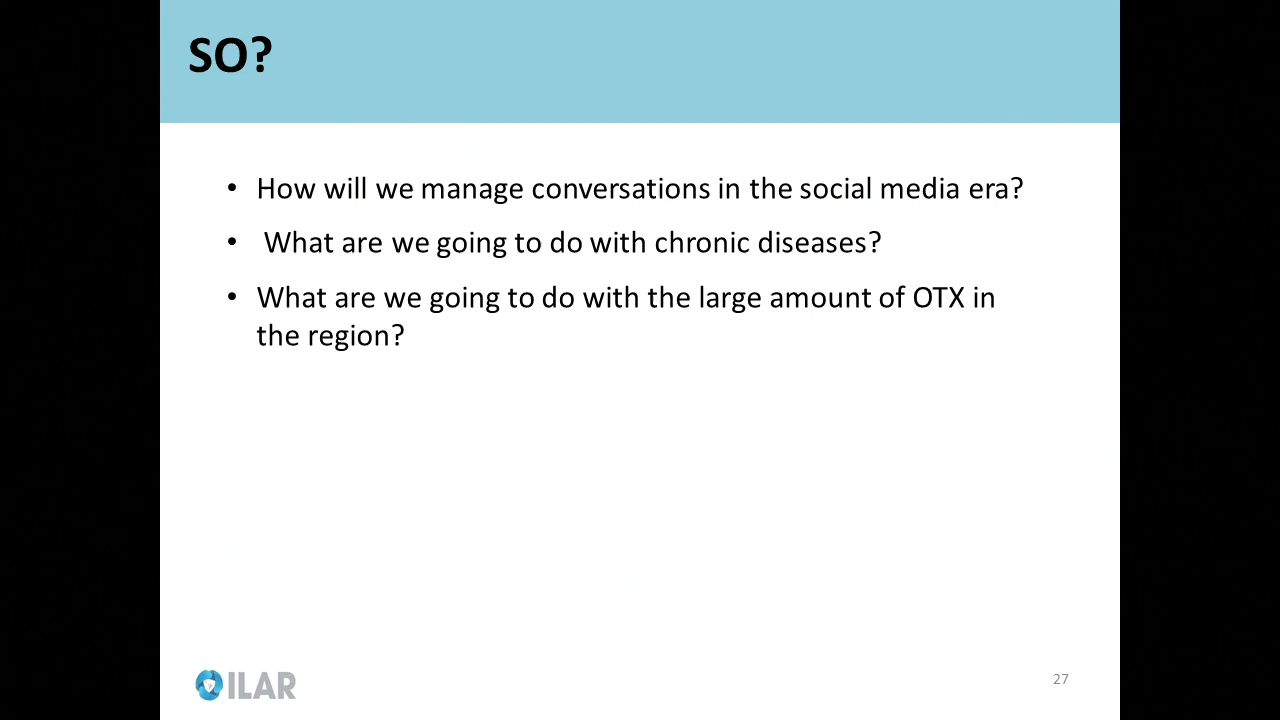 SO?
• How will we manage conversations in the social media era?
• What are we going to do with chronic diseases?
• What are we going to do with the large amount of OTX in
the region?
ILAR
27